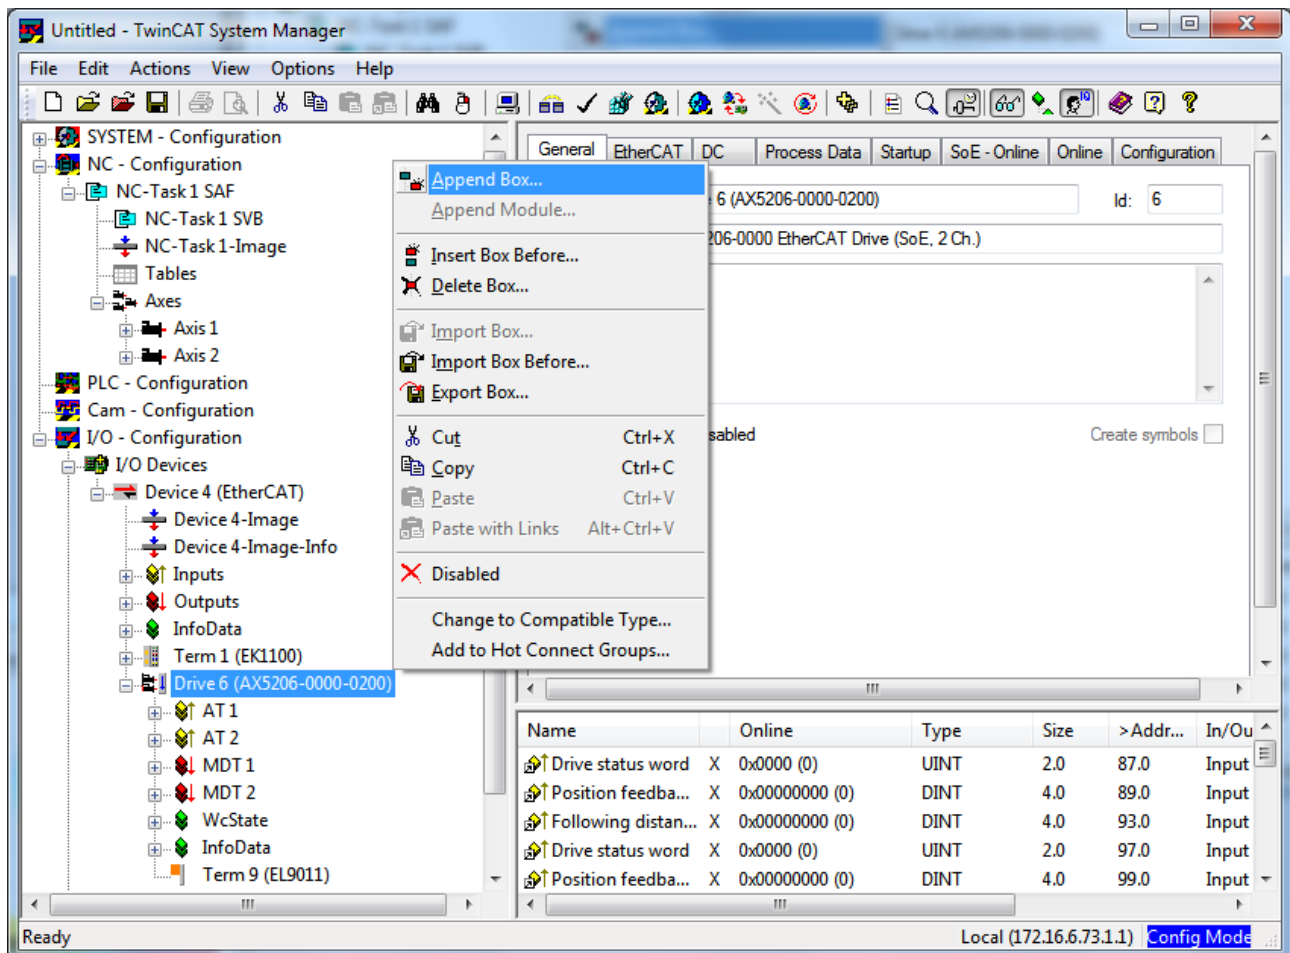 Untitled - TwinCAT System Manager
File Edit Actions View Options Help
SYSTEM - Configuration
NC - Configuration
NC-Task 1 SAF
NC-Task 1 SVB
NC-Task 1-Image
Tables
Axes
Axis 1
Axis 2
PLC - Configuration
Cam - Configuration
I/O - Configuration
I/O Devices
Device 4 (EtherCAT)
Device 4-Image
Device 4-Image-Info
Inputs
Outputs
InfoData
Term 1 (EK1100)
Drive 6 (AX5206-0000-0200)
AT 1
AT 2
MDT 1
MDT 2
WcState
InfoData
Term 9 (EL9011)
Append Box...
Append Module...
Insert Box Before...
Delete Box...
Import Box...
Import Box Before...
Export Box...
Cut Ctrl+X
Copy Ctrl+C
Paste Ctrl+V
Paste with Links Alt+Ctrl+V
Disabled
Change to Compatible Type...
Add to Hot Connect Groups...
General EtherCAT DC Process Data Startup SoE - Online Online Configuration
6 (AX5206-0000-0200) Id: 6
206-0000 EtherCAT Drive (SoE, 2 Ch.)
sabled Create symbols
Name Online Type Size >Addr... In/Ou
Drive status word X 0x0000 (0) UINT 2.0 87.0 Input
Position feedba... X 0x00000000 (0) DINT 4.0 89.0 Input
Following distan... X 0x00000000 (0) DINT 4.0 93.0 Input
Drive status word X 0x0000 (0) UINT 2.0 97.0 Input
Position feedba... X 0x00000000 (0) DINT 4.0 99.0 Input
Ready Local (172.16.6.73.1.1) Config Mode